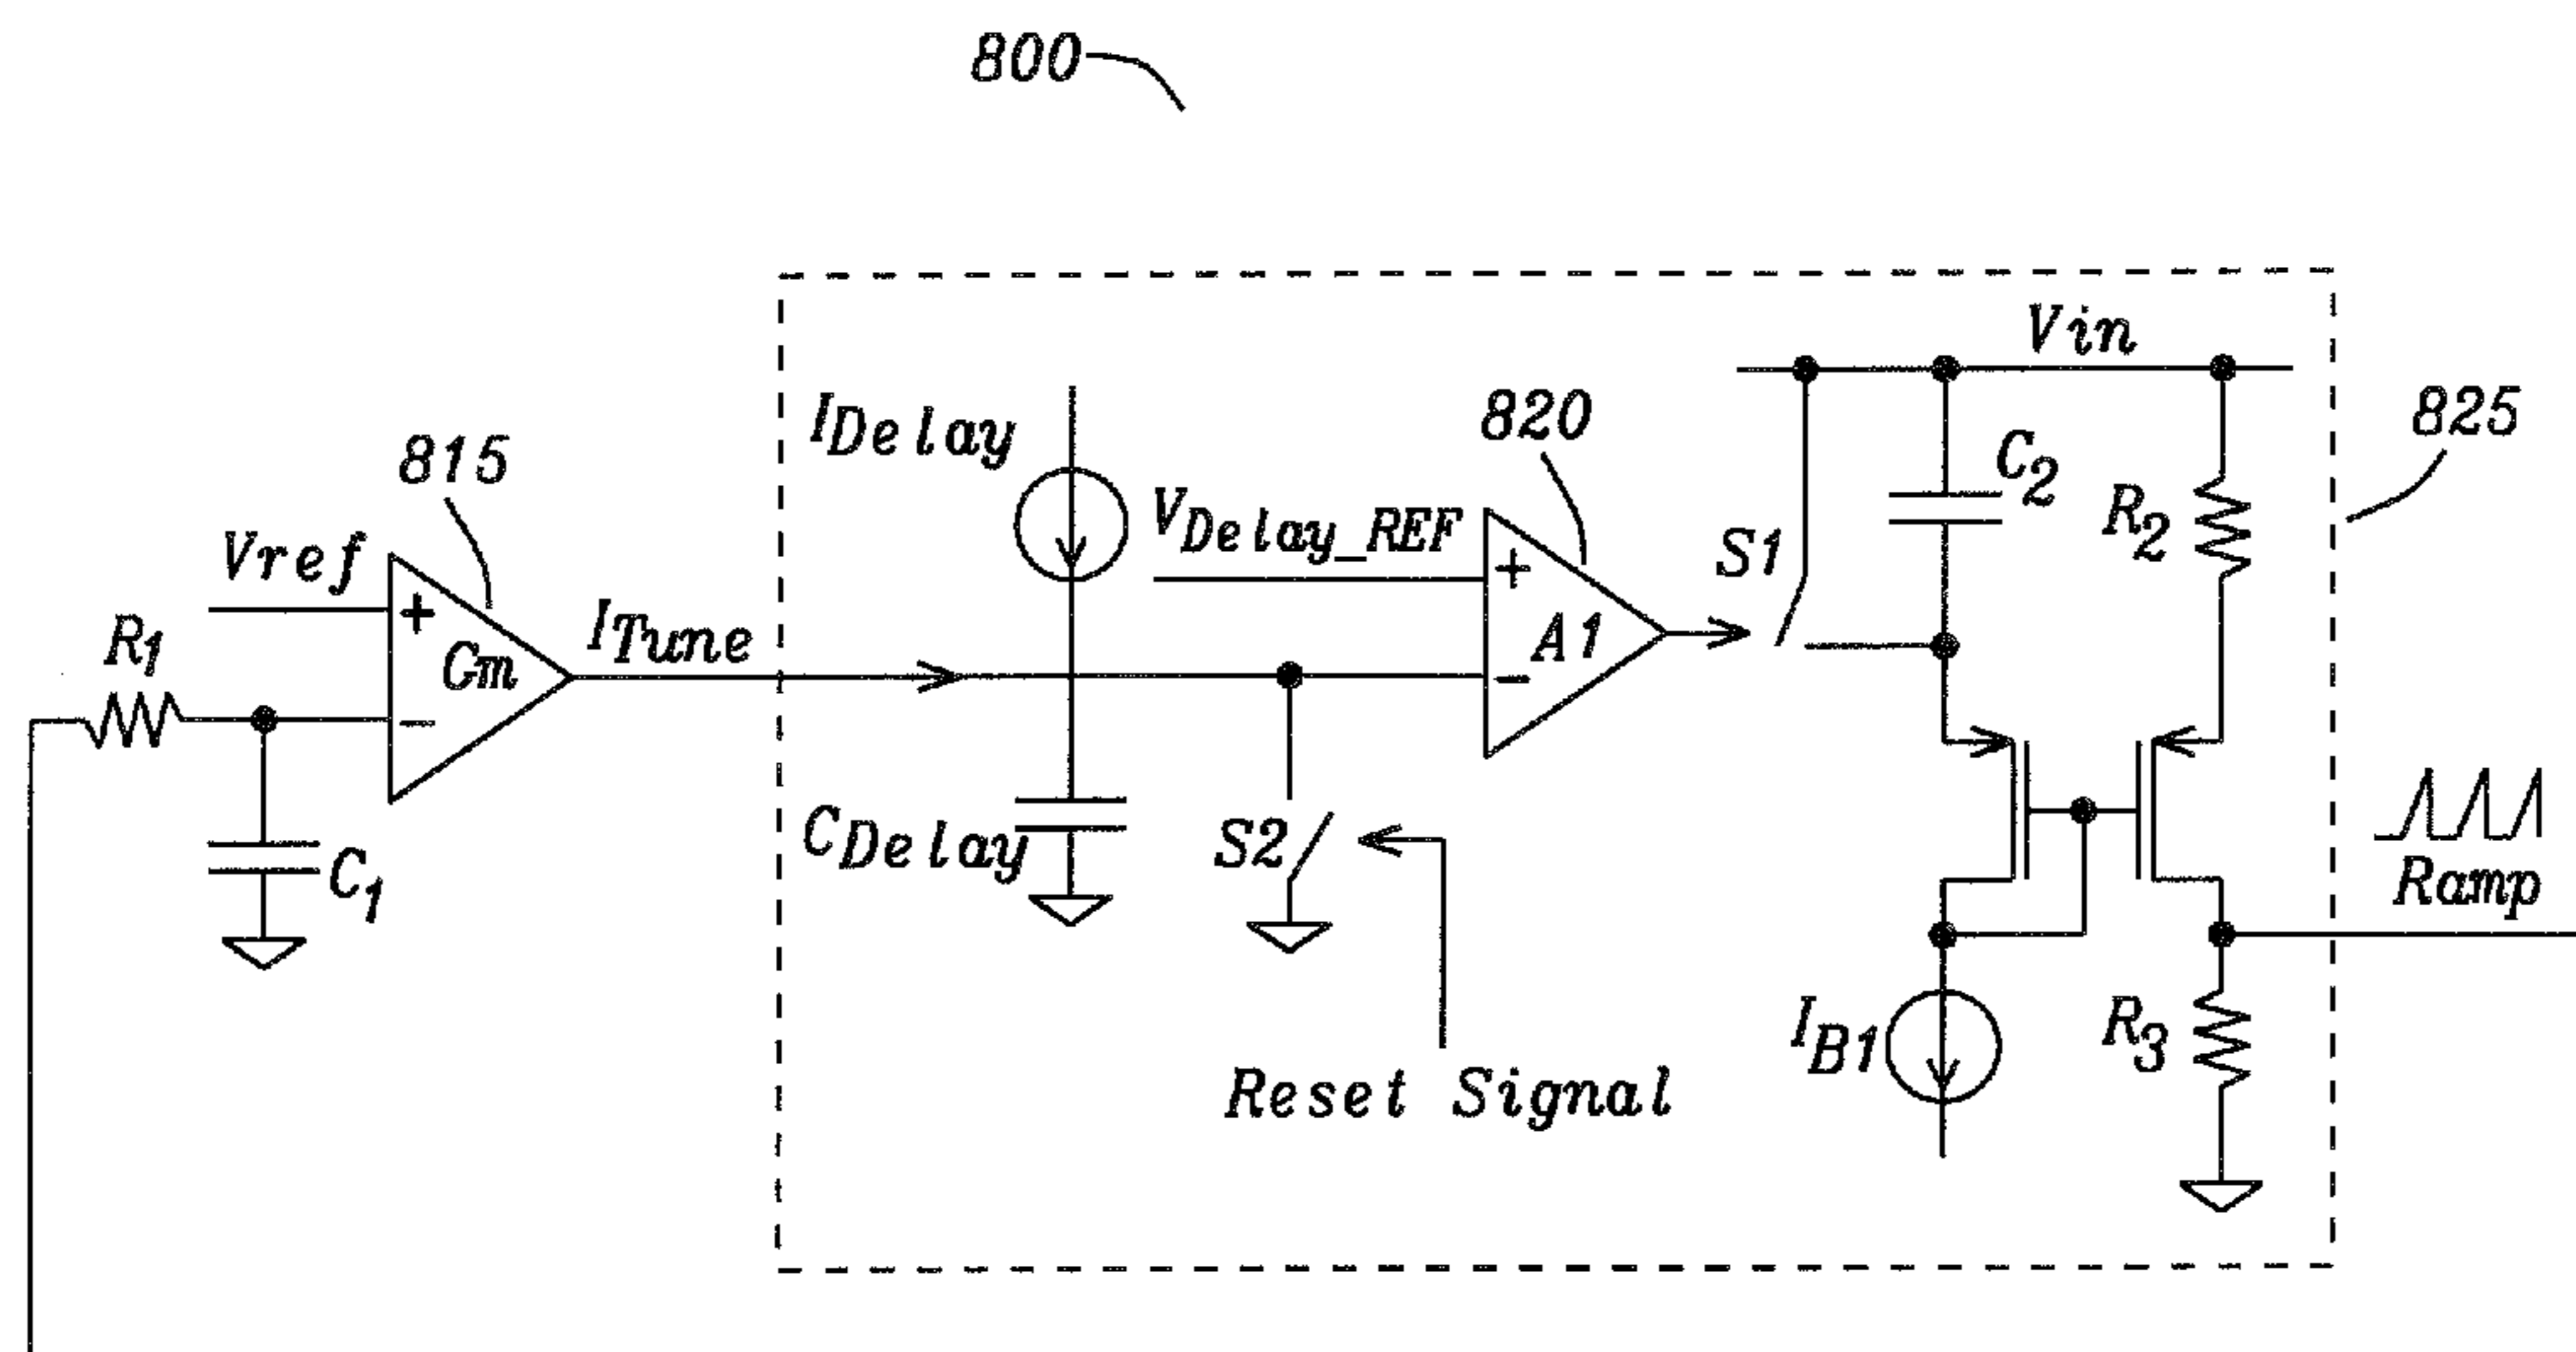 800
Vin
825
IDelay
820
C2
815
VDelay_REF
R2
Vref
+
+
S1
R1
ITune
A1
Gm
−
−
Ramp
CDelay
S2
C1
IB1
R3
Reset Signal